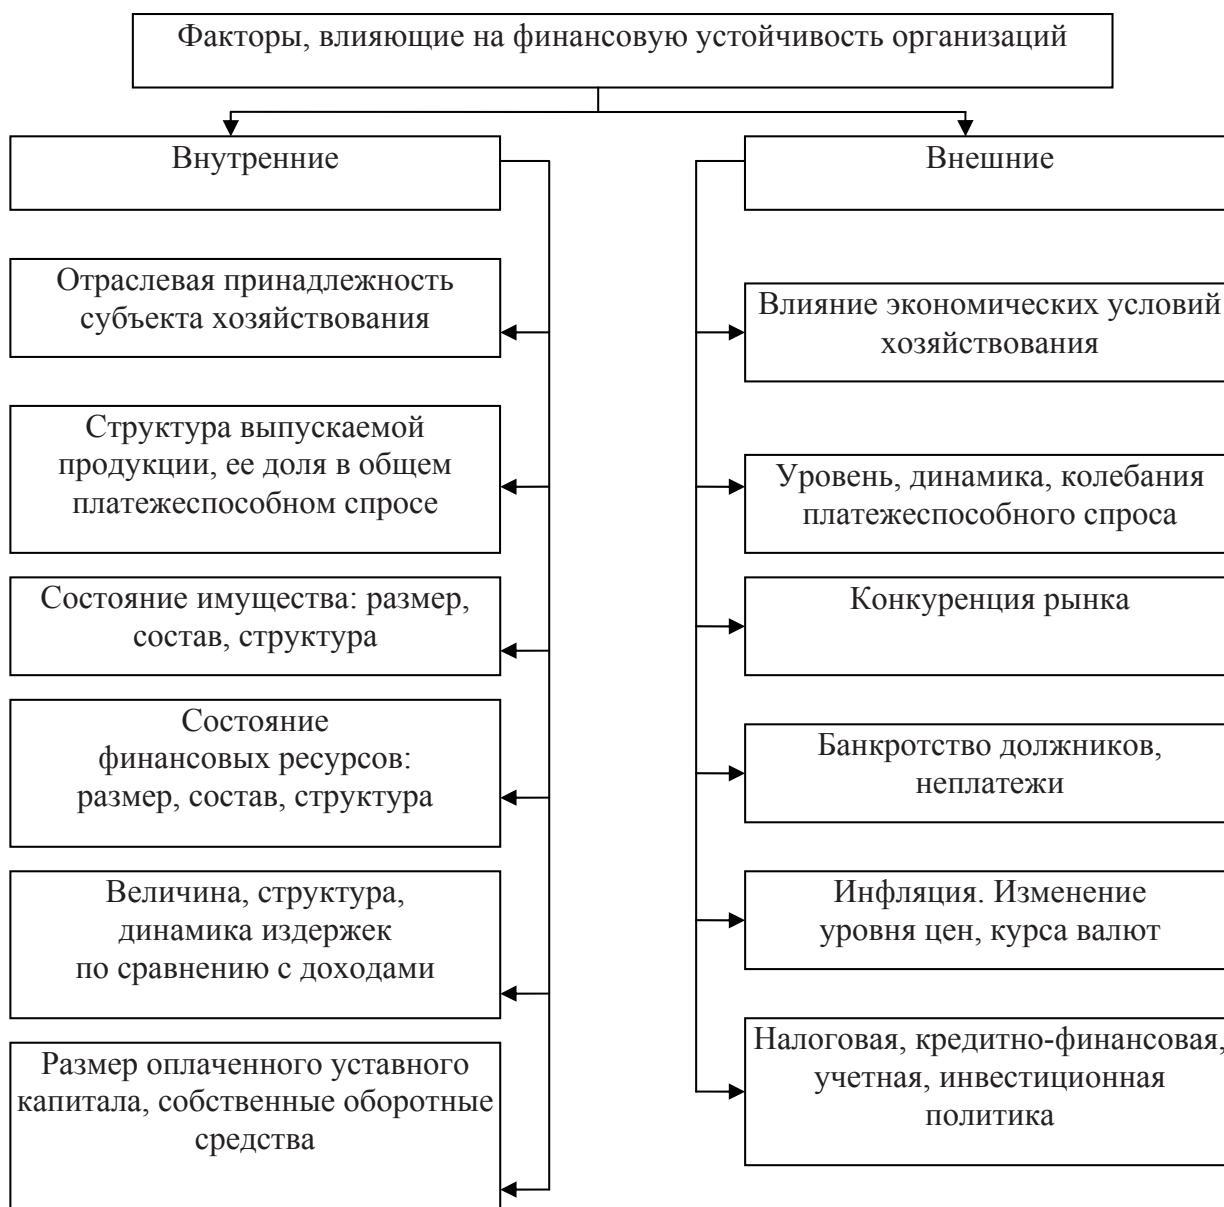 Факторы, влияющие на финансовую устойчивость организаций
Внутренние
Отраслевая принадлежность
субъекта хозяйствования
Структура выпускаемой
продукции, ее доля в общем
платежеспособном спросе
Состояние имущества: размер,
состав, структура
Состояние
финансовых ресурсов:
размер, состав, структура
Величина, структура,
динамика издержек
по сравнению с доходами
Размер оплаченного уставного
капитала, собственные оборотные
средства
Внешние
Влияние экономических условий
хозяйствования
Уровень, динамика, колебания
платежеспособного спроса
Конкуренция рынка
Банкротство должников,
неплатежи
Инфляция. Изменение
уровня цен, курса валют
Налоговая, кредитно-финансовая,
учетная, инвестиционная
политика